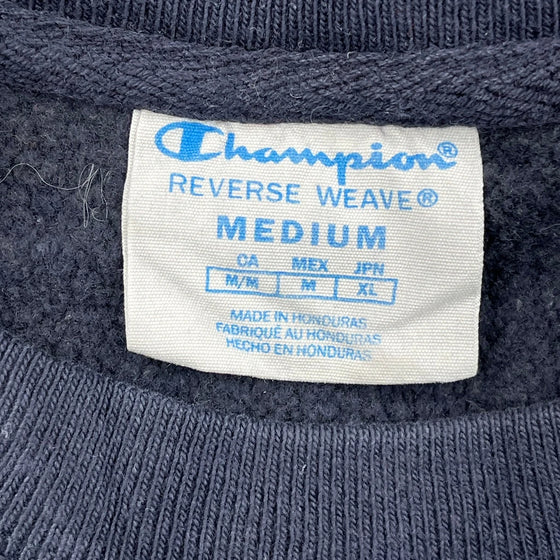 Champion®
REVERSE WEAVE®
MEDIUM
CA MEX JPN
M/M M XL
MADE IN HONDURAS
FABRIQUÉ AU HONDURAS
HECHO EN HONDURAS